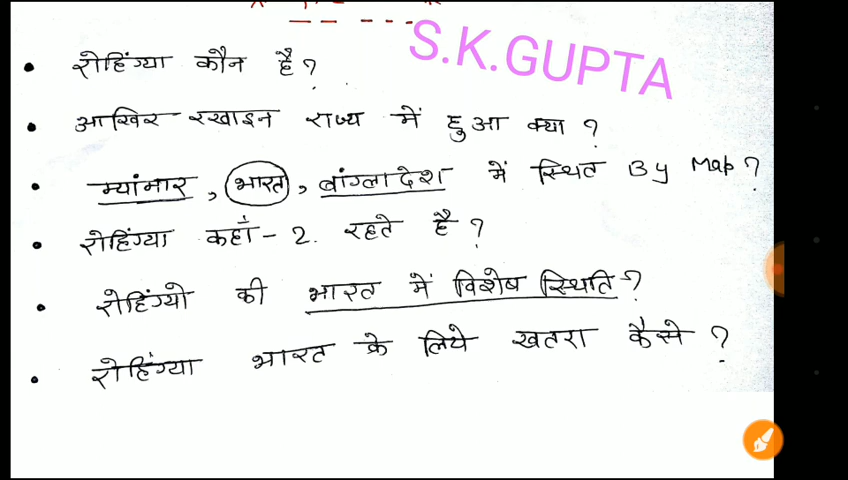 S.K.GUPTA
• रोहिंग्या कौन है?
• आखिर रखाइन राज्य में हुआ क्या ?
• म्यांमार, भारत, बांग्लादेश में स्थित By Map?
• रोहिंग्या कहाँ-2. रहते है?
• रोहिंग्यो की भारत में विशेष स्थिति-?
• रोहिंग्या भारत के लिये खतरा कैसे ?